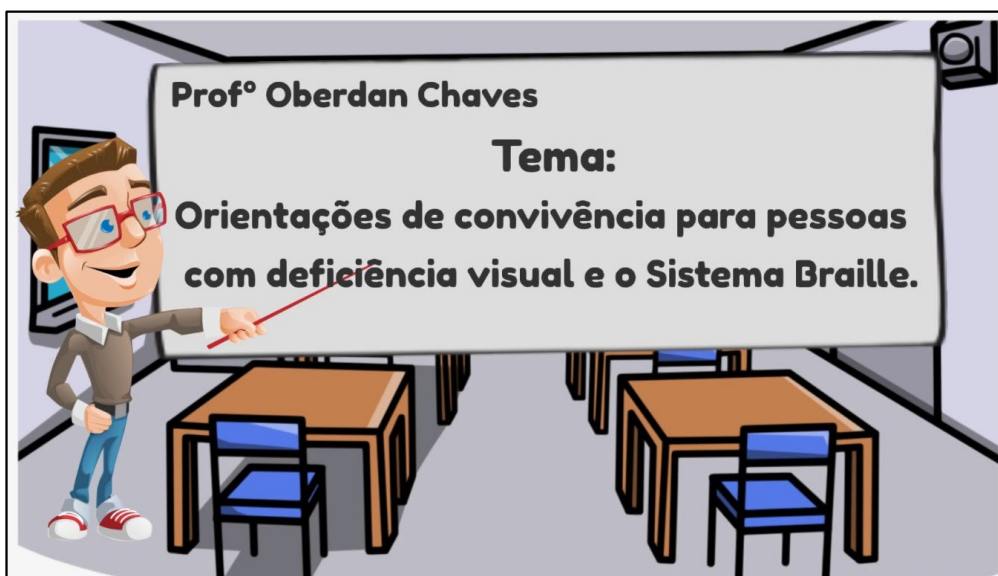 Profº Oberdan Chaves
Tema:
Orientações de convivência para pessoas
com deficiência visual e o Sistema Braille.